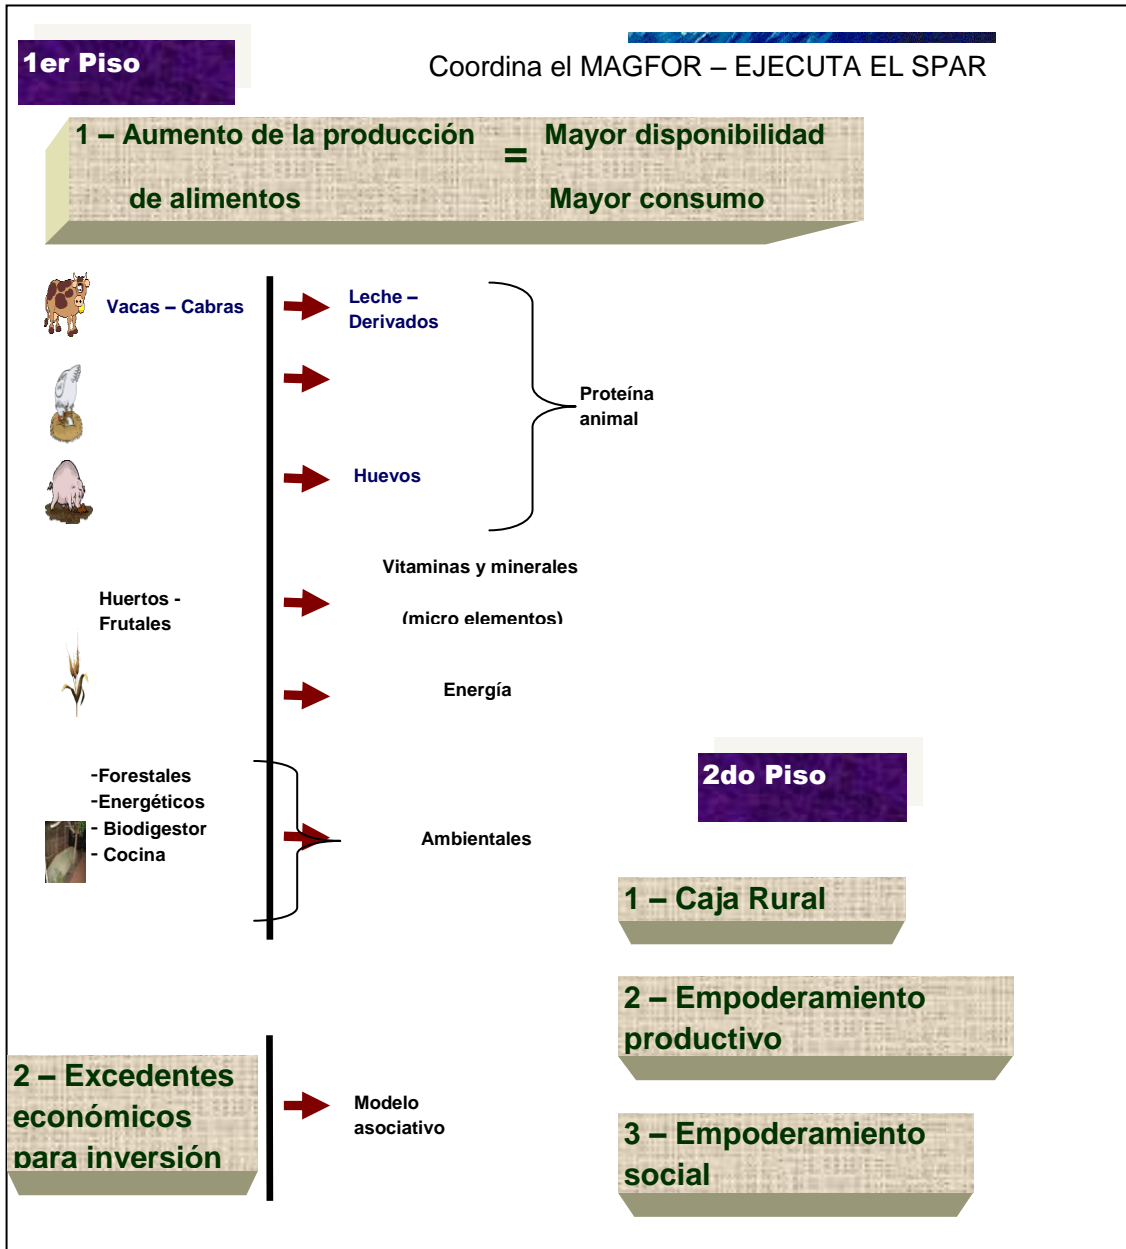 1er Piso
Coordina el MAGFOR – EJECUTA EL SPAR
1 – Aumento de la producción
de alimentos
=
Mayor disponibilidad
Mayor consumo
Vacas – Cabras
Leche –
Derivados
Huevos
Proteína
animal
Huertos -
Frutales
Vitaminas y minerales
(micro elementos)
Energía
-Forestales
-Energéticos
- Biodigestor
- Cocina
Ambientales
2 – Excedentes
económicos
para inversión
Modelo
asociativo
2do Piso
1 – Caja Rural
2 – Empoderamiento
productivo
3 – Empoderamiento
social